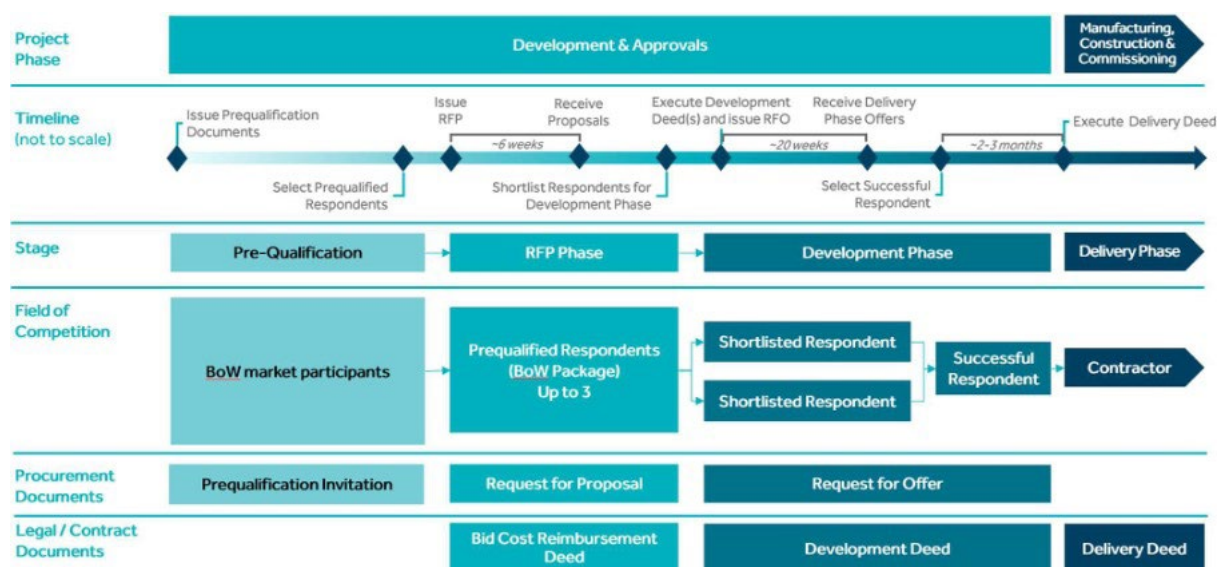 Project
Phase
Development & Approvals
Manufacturing,
Construction &
Commissioning
Timeline
(not to scale)
Issue Prequalification
Documents
Issue
RFP
Receive
Proposals
Execute Development
Deed(s) and issue RFO
Receive Delivery
Phase Offers
Execute Delivery Deed
~6 weeks
~20 weeks
~2-3 months
Select Prequalified
Respondents
Shortlist Respondents for
Development Phase
Select Successful
Respondent
Stage
Pre-Qualification
RFP Phase
Development Phase
Delivery Phase
Field of
Competition
BoW market participants
Prequalified Respondents
(BoW Package)
Up to 3
Shortlisted Respondent
Shortlisted Respondent
Successful
Respondent
Contractor
Procurement
Documents
Prequalification Invitation
Request for Proposal
Request for Offer
Legal / Contract
Documents
Bid Cost Reimbursement
Deed
Development Deed
Delivery Deed